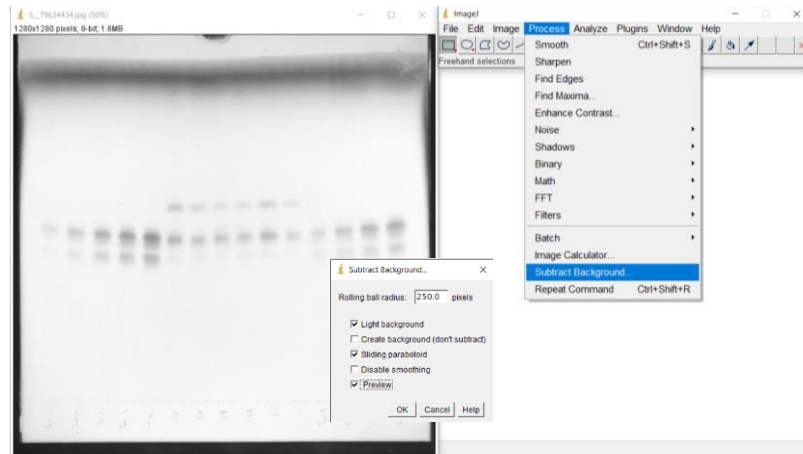 S__79634434.jpg (50%)
1280x1280 pixels; 8-bit; 1.6MB
ImageJ
File Edit Image Process Analyze Plugins Window Help
Freehand selections
Smooth Ctrl+Shift+S
Sharpen
Find Edges
Find Maxima...
Enhance Contrast...
Noise
Shadows
Binary
Math
FFT
Filters
Batch
Image Calculator...
Subtract Background...
Repeat Command Ctrl+Shift+R
Subtract Background...
Rolling ball radius: 250.0 pixels
Light background
Create background (don't subtract)
Sliding paraboloid
Disable smoothing
Preview
OK Cancel Help